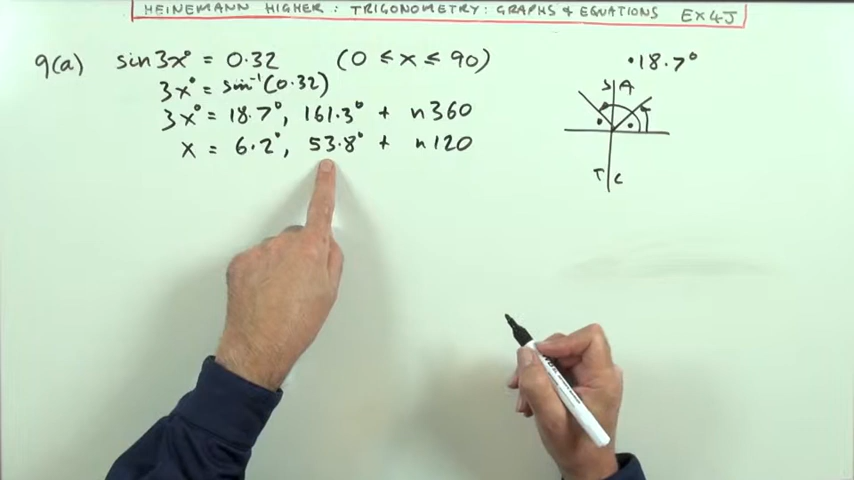 HEINEMANN HIGHER : TRIGONOMETRY: GRAPHS & EQUATIONS EX4J
9(a) sin3x° = 0.32 (0 ≤ x ≤ 90) •18.7°
3x° = sin⁻¹(0.32)
3x° = 18.7°, 161.3° + n360
x = 6.2°, 53.8° + n120
S A
T C